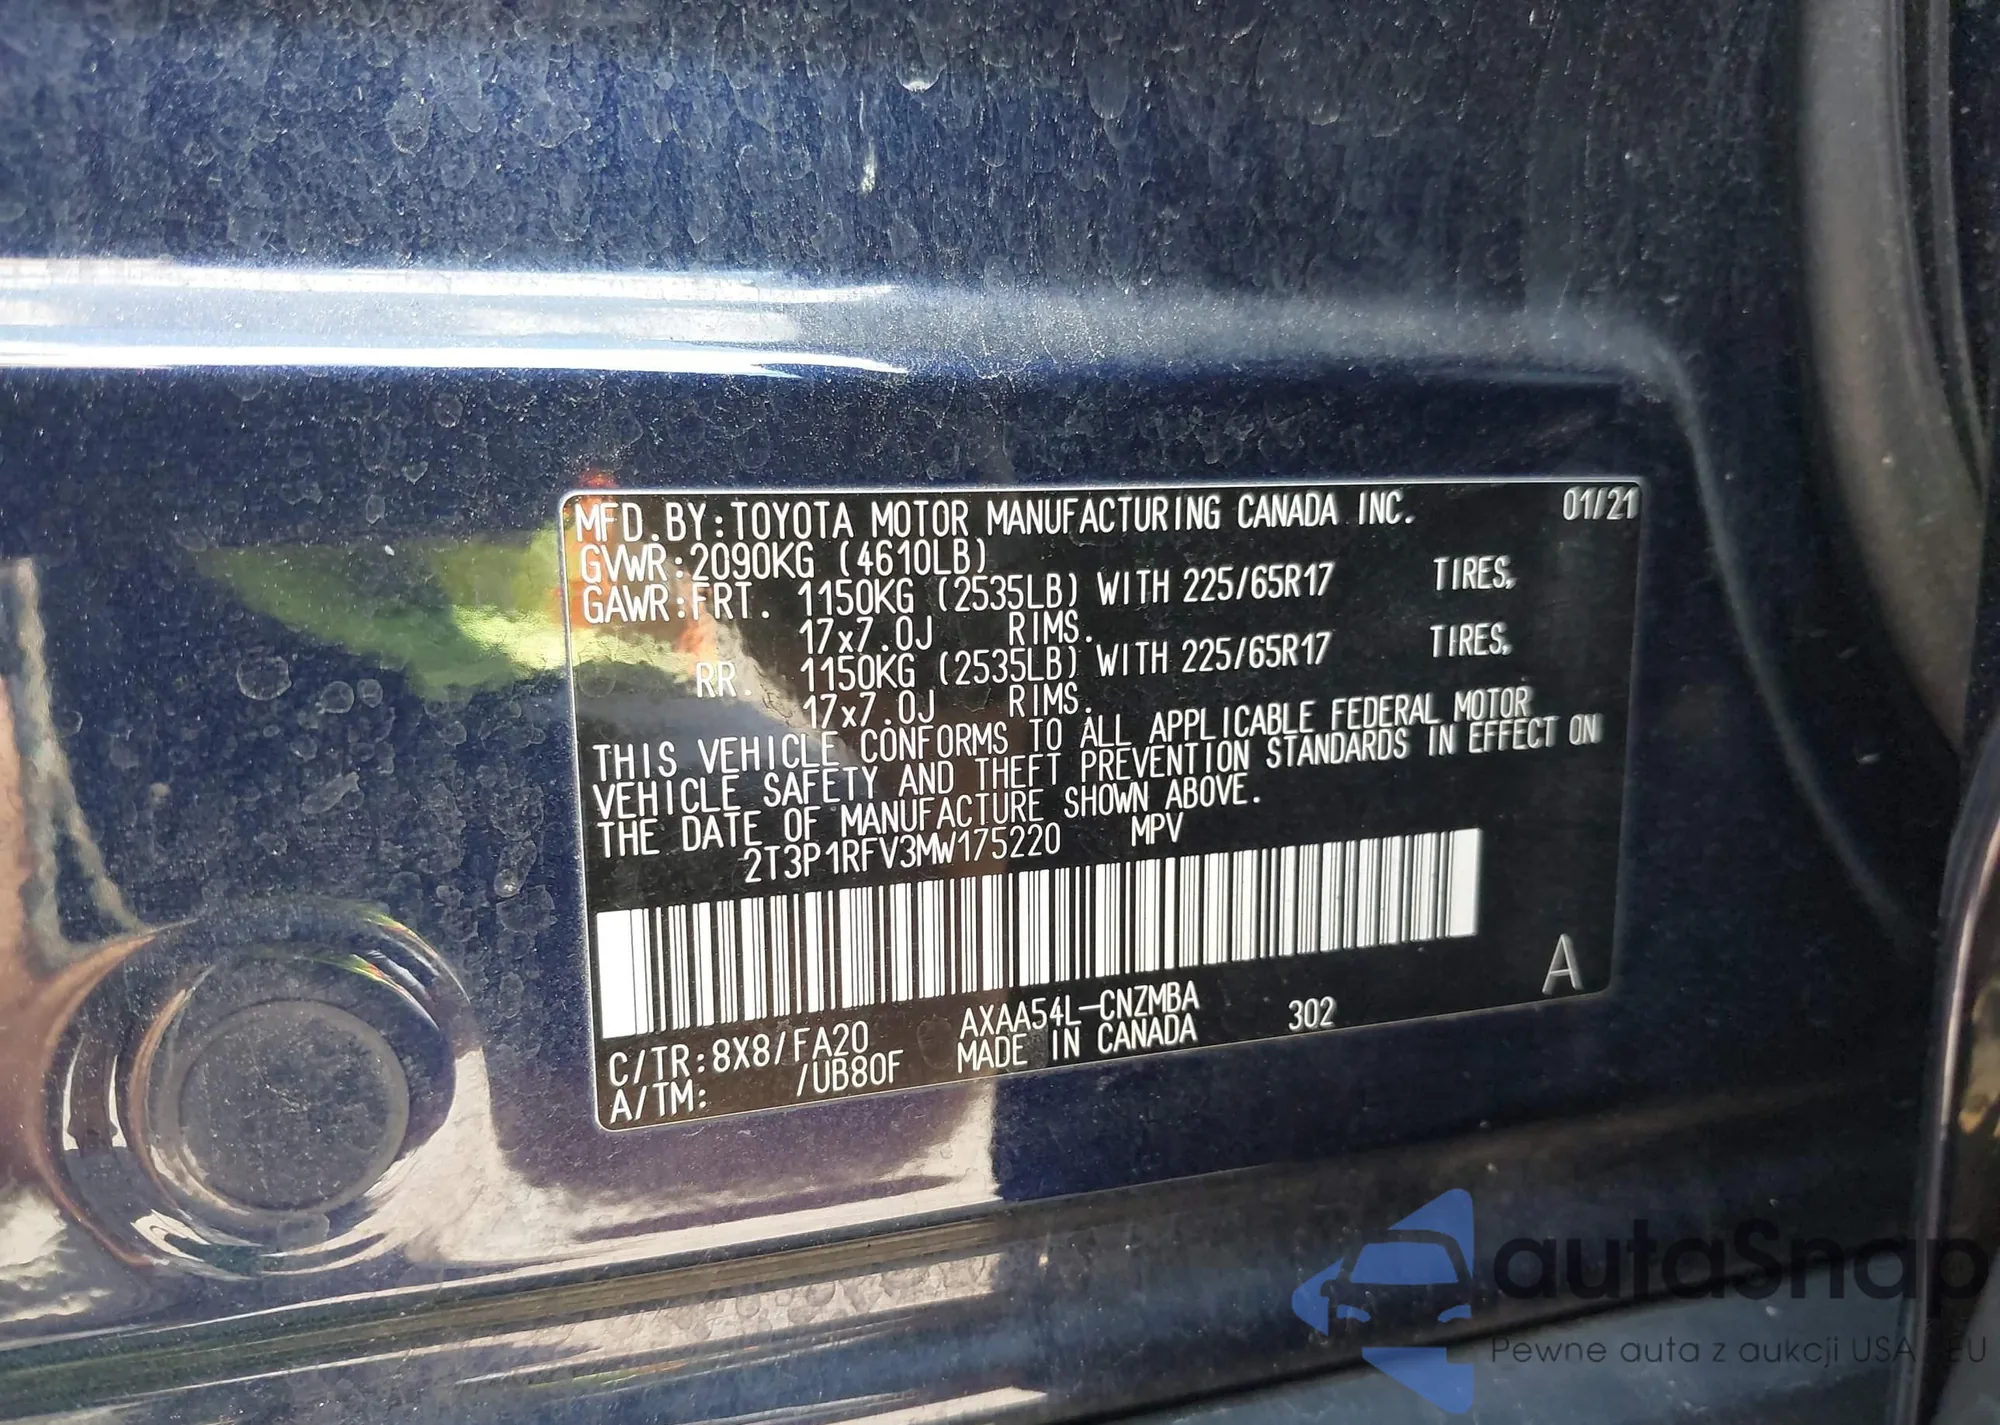 MFD.BY:TOYOTA MOTOR MANUFACTURING CANADA INC. 01/21
GVWR:2090KG (4610LB)
GAWR:FRT. 1150KG (2535LB) WITH 225/65R17 TIRES,
17x7.0J RIMS.
RR. 1150KG (2535LB) WITH 225/65R17 TIRES,
17x7.0J RIMS.
THIS VEHICLE CONFORMS TO ALL APPLICABLE FEDERAL MOTOR
VEHICLE SAFETY AND THEFT PREVENTION STANDARDS IN EFFECT ON
THE DATE OF MANUFACTURE SHOWN ABOVE.
2T3P1RFV3MW175220 MPV
A
C/TR:8X8/FA20 AXAA54L-CNZMBA 302
A/TM: /UB80F MADE IN CANADA
autaSnap
Pewne auta z aukcji USA EU